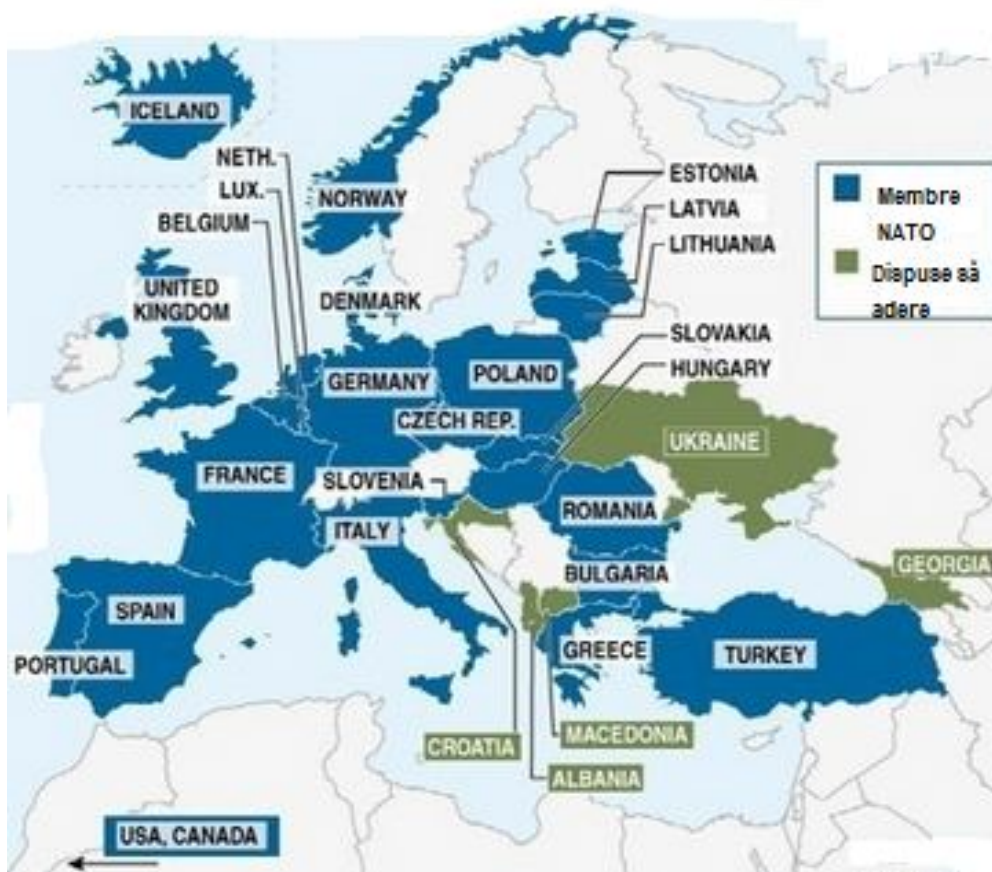 ICELAND
NETH.
LUX.
BELGIUM
NORWAY
ESTONIA
LATVIA
LITHUANIA
Membre
NATO
Dispuse să
adere
UNITED
KINGDOM
DENMARK
SLOVAKIA
HUNGARY
GERMANY
POLAND
CZECH REP.
UKRAINE
FRANCE
SLOVENIA
ITALY
ROMANIA
GEORGIA
BULGARIA
SPAIN
PORTUGAL
GREECE
TURKEY
CROATIA
MACEDONIA
ALBANIA
USA, CANADA